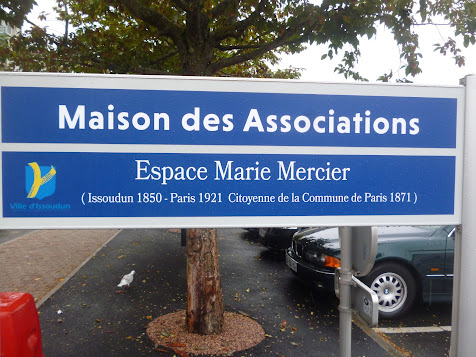 Maison des Associations
Espace Marie Mercier
( Issoudun 1850 - Paris 1921 Citoyenne de la Commune de Paris 1871 )
Ville d'Issoudun